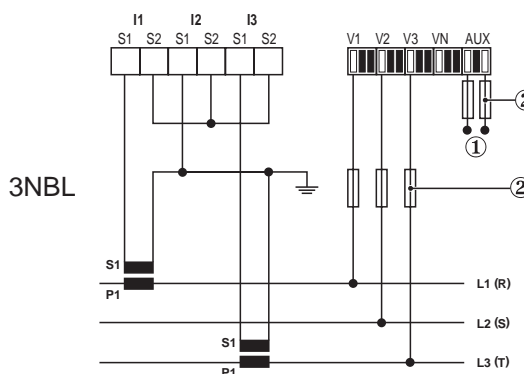 I1 I2 I3
S1 S2 S1 S2 S1 S2
V1 V2 V3 VN AUX
②
①
3NBL
②
S1
P1
L1 (R)
L2 (S)
S1
P1
L3 (T)